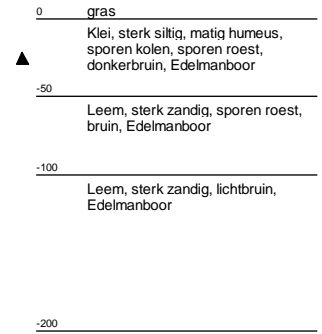 0 gras
Klei, sterk siltig, matig humeus,
sporen kolen, sporen roest,
donkerbruin, Edelmanboor
-50
Leem, sterk zandig, sporen roest,
bruin, Edelmanboor
-100
Leem, sterk zandig, lichtbruin,
Edelmanboor
-200